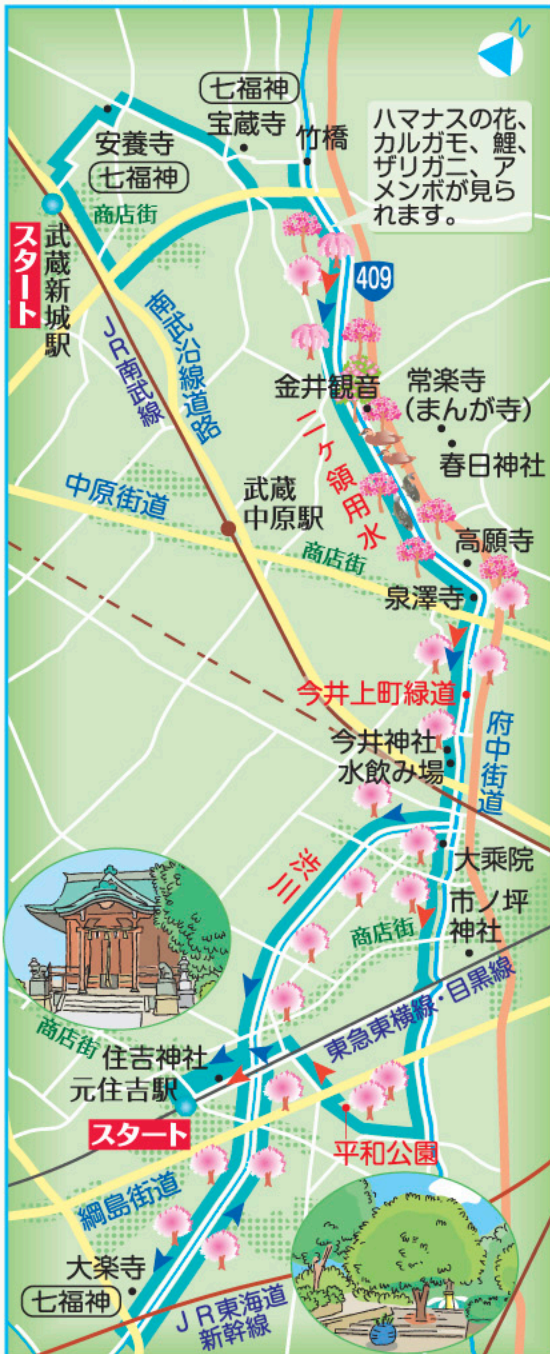 N
七福神
宝蔵寺
竹橋
安養寺
七福神
ハマナスの花、
カルガモ、鯉、
ザリガニ、ア
メンボが見ら
れます。
商店街
スタート
武蔵新城駅
409
南武沿線道路
JR南武線
金井観音
常楽寺
(まんが寺)
春日神社
二ヶ領用水
中原街道
武蔵
中原駅
商店街
高願寺
泉澤寺
今井上町緑道
府中街道
今井神社
水飲み場
大乗院
渋川
市ノ坪
神社
商店街
東急東横線・目黒線
商店街
住吉神社
元住吉駅
スタート
平和公園
綱島街道
大楽寺
七福神
JR東海道
新幹線